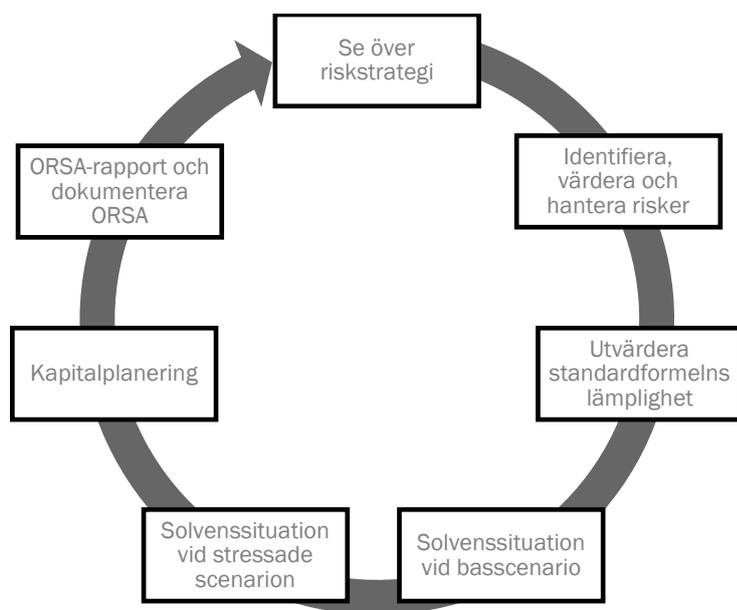 Se över
riskstrategi
Identifiera,
värdera och
hantera risker
Utvärdera
standardformelns
lämplighet
Solvenssituation
vid basscenario
Solvenssituation
vid stressade
scenarion
Kapitalplanering
ORSA-rapport och
dokumentera
ORSA